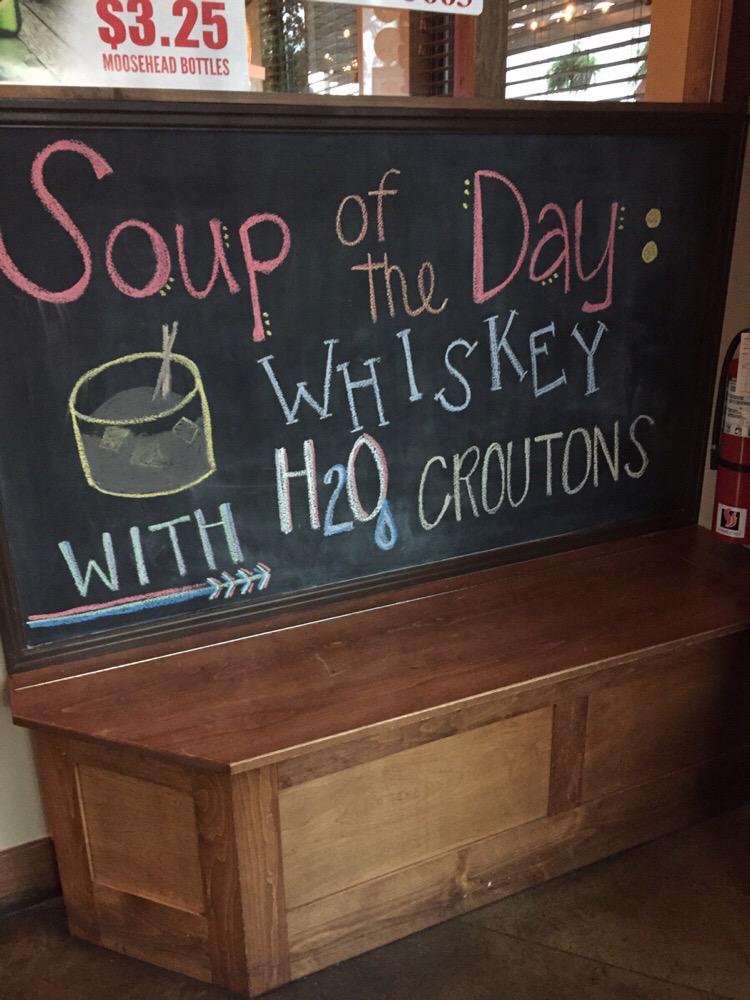 $3.25
MOOSEHEAD BOTTLES
Soup of the Day:
WHISKEY
WITH H2O CROUTONS